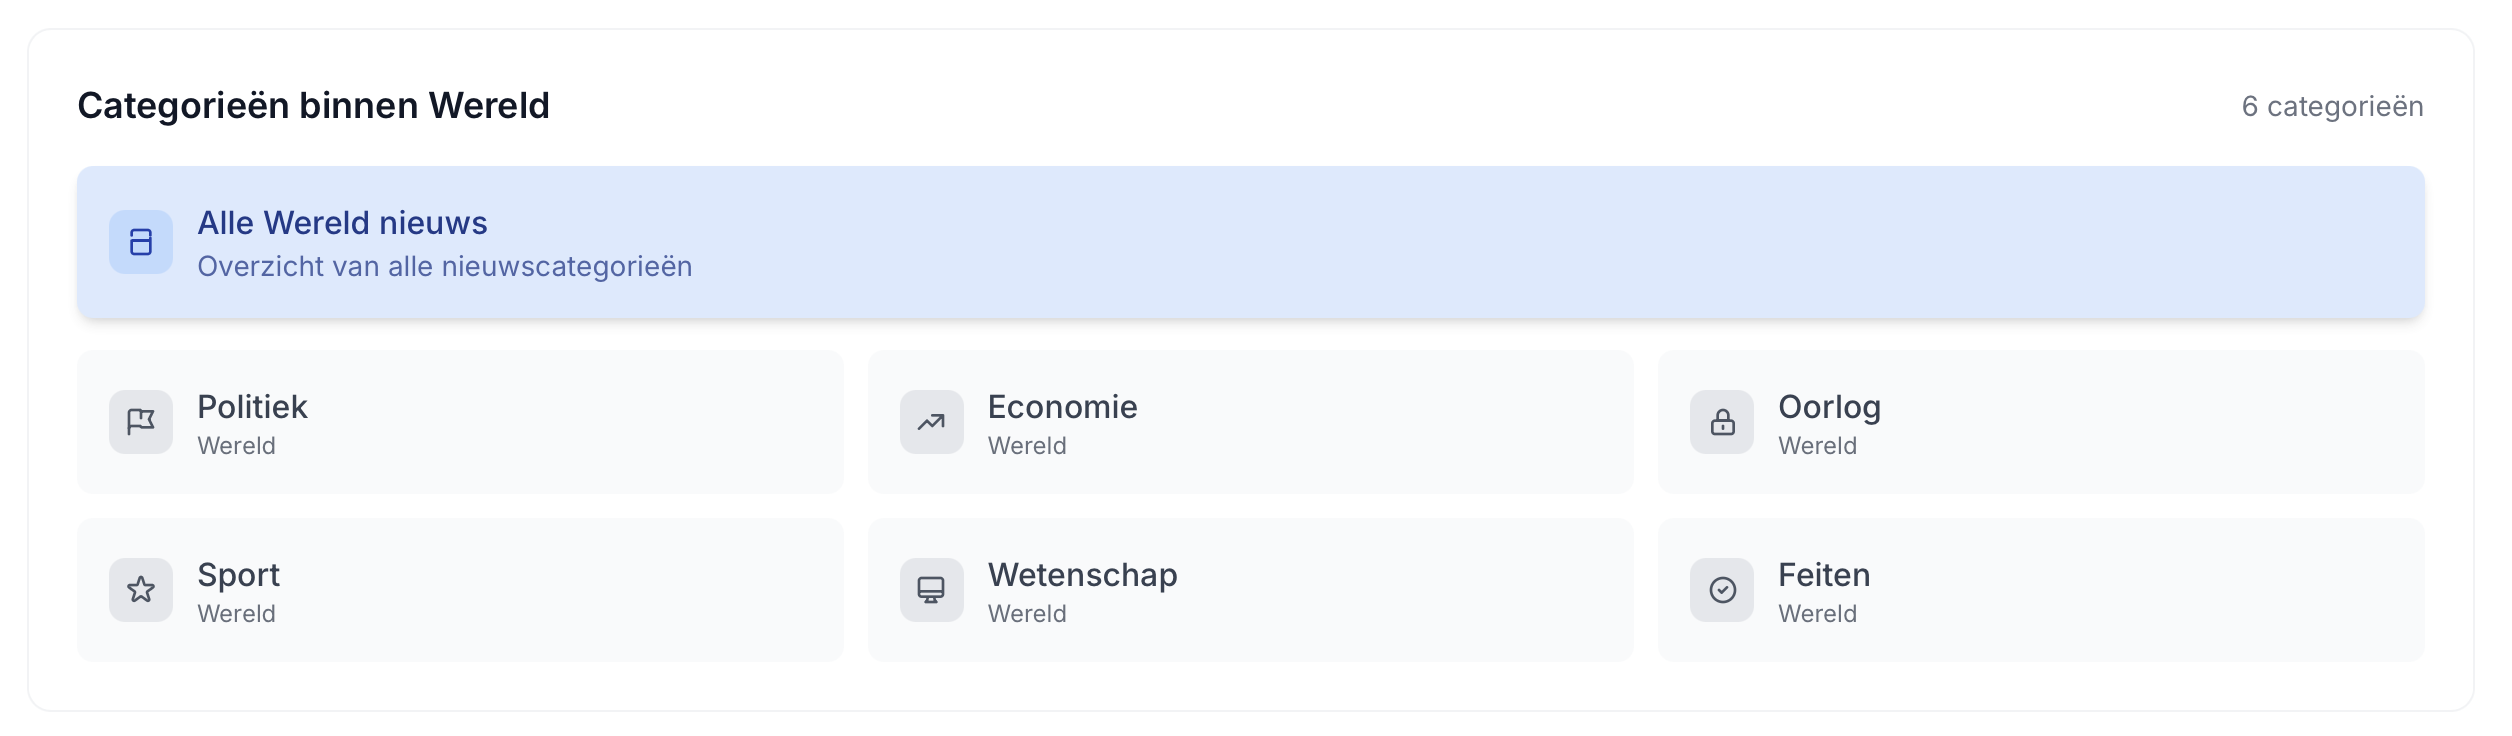 Categorieën binnen Wereld
6 categorieën
Alle Wereld nieuws
Overzicht van alle nieuwscategorieën
Politiek
Wereld
Economie
Wereld
Oorlog
Wereld
Sport
Wereld
Wetenschap
Wereld
Feiten
Wereld